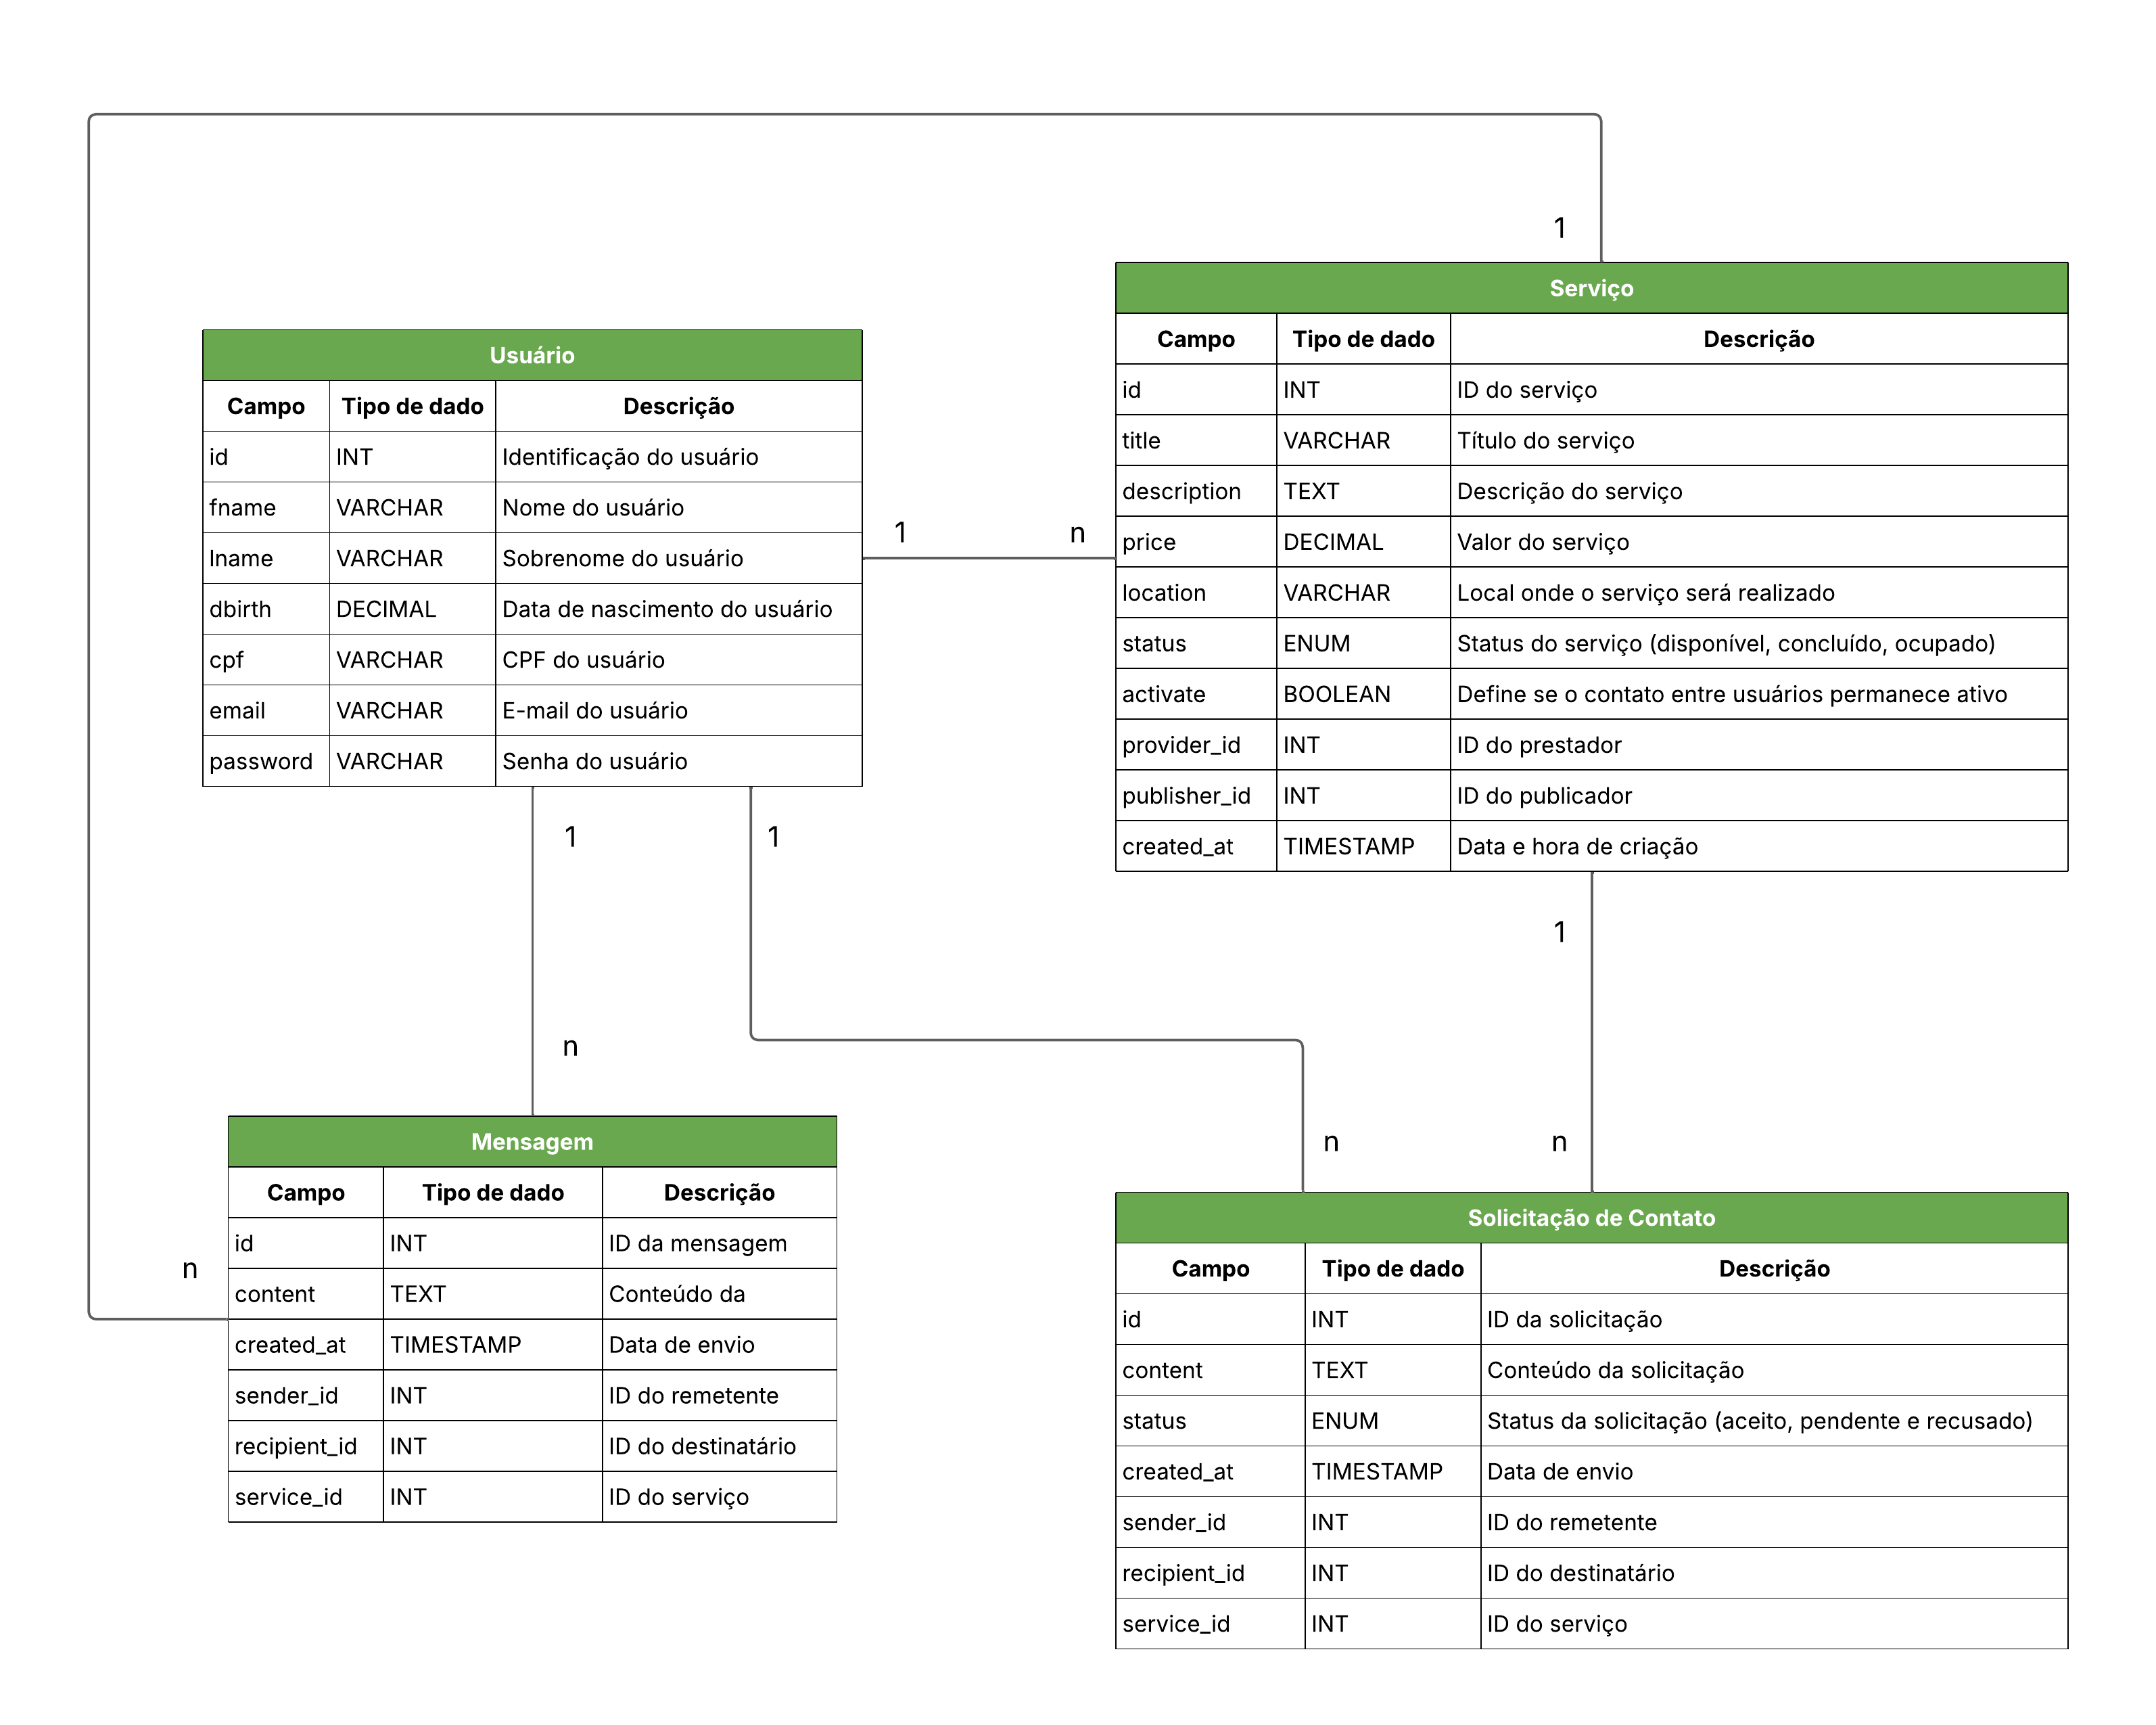 1
Serviço
Campo Tipo de dado Descrição
id INT ID do serviço
title VARCHAR Título do serviço
description TEXT Descrição do serviço
price DECIMAL Valor do serviço
location VARCHAR Local onde o serviço será realizado
status ENUM Status do serviço (disponível, concluído, ocupado)
activate BOOLEAN Define se o contato entre usuários permanece ativo
provider_id INT ID do prestador
publisher_id INT ID do publicador
created_at TIMESTAMP Data e hora de criação
Usuário
Campo Tipo de dado Descrição
id INT Identificação do usuário
fname VARCHAR Nome do usuário
lname VARCHAR Sobrenome do usuário
dbirth DECIMAL Data de nascimento do usuário
cpf VARCHAR CPF do usuário
email VARCHAR E-mail do usuário
password VARCHAR Senha do usuário
1 n
1 1
1
n
n n
n
Mensagem
Campo Tipo de dado Descrição
id INT ID da mensagem
content TEXT Conteúdo da
created_at TIMESTAMP Data de envio
sender_id INT ID do remetente
recipient_id INT ID do destinatário
service_id INT ID do serviço
Solicitação de Contato
Campo Tipo de dado Descrição
id INT ID da solicitação
content TEXT Conteúdo da solicitação
status ENUM Status da solicitação (aceito, pendente e recusado)
created_at TIMESTAMP Data de envio
sender_id INT ID do remetente
recipient_id INT ID do destinatário
service_id INT ID do serviço